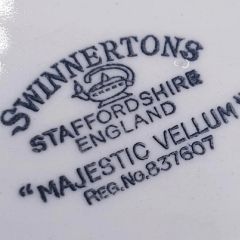 SWINNERTONS
STAFFORDSHIRE
ENGLAND
"MAJESTIC VELLUM"
REG. No. 837607